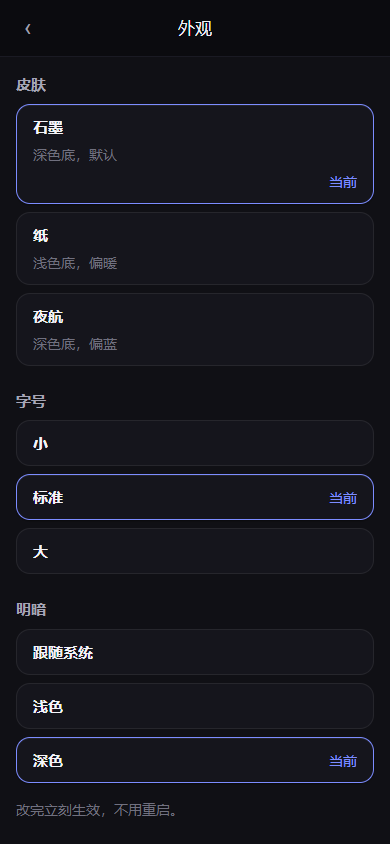 ‹
外观
皮肤
石墨
深色底，默认
当前
纸
浅色底，偏暖
夜航
深色底，偏蓝
字号
小
标准
当前
大
明暗
跟随系统
浅色
深色
当前
改完立刻生效，不用重启。